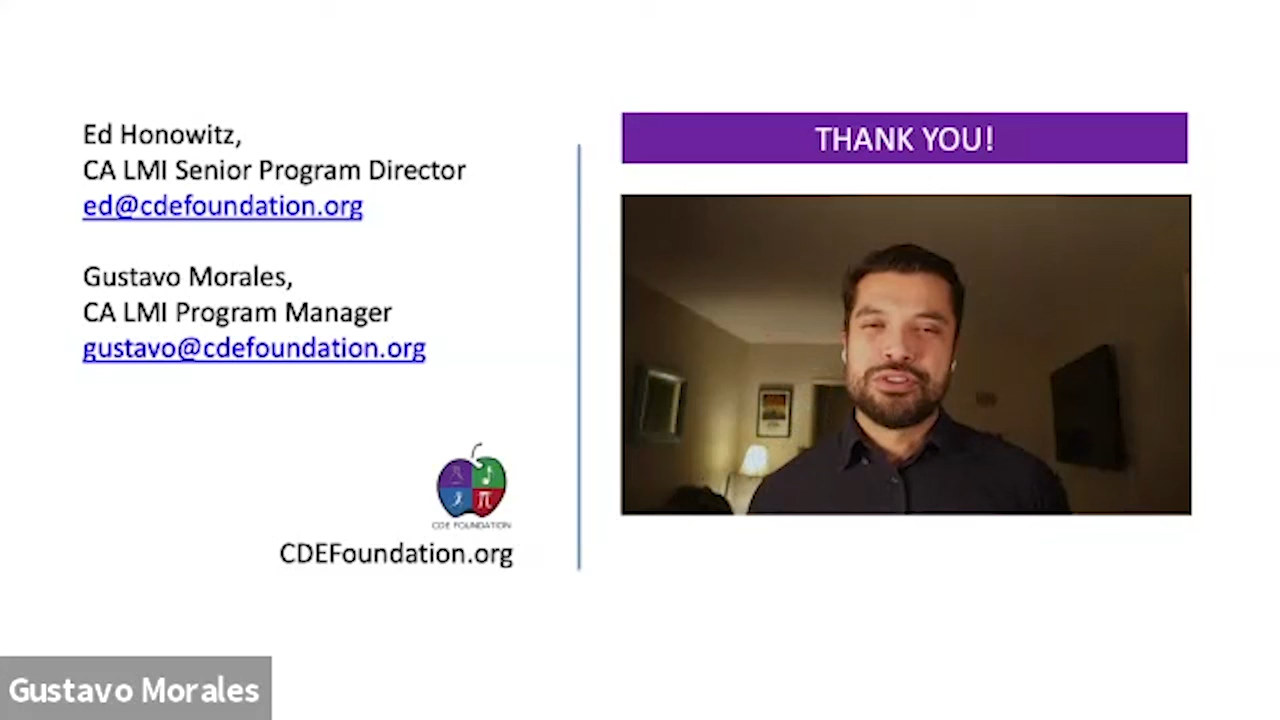 Ed Honowitz,
CA LMI Senior Program Director
ed@cdefoundation.org
Gustavo Morales,
CA LMI Program Manager
gustavo@cdefoundation.org
π
CDE FOUNDATION
CDEFoundation.org
THANK YOU!
Gustavo Morales